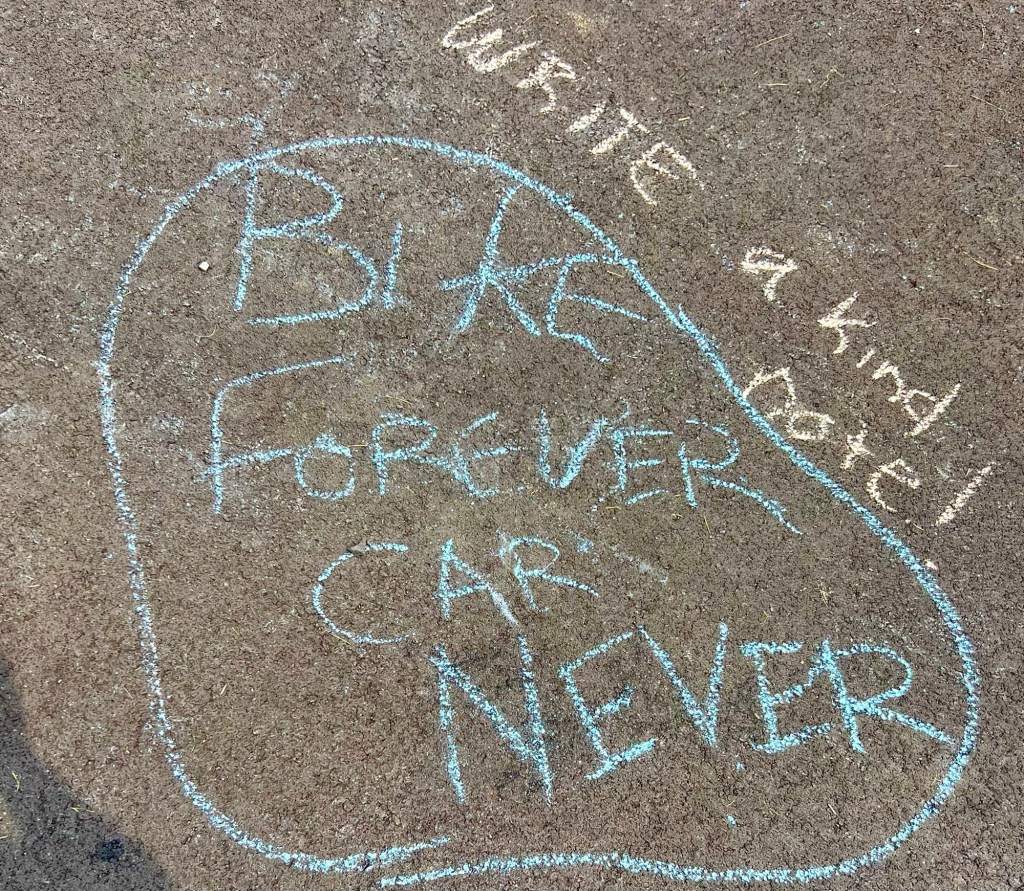 WRITE
a kind
note!
BIKE
FOREVER
CAR
NEVER